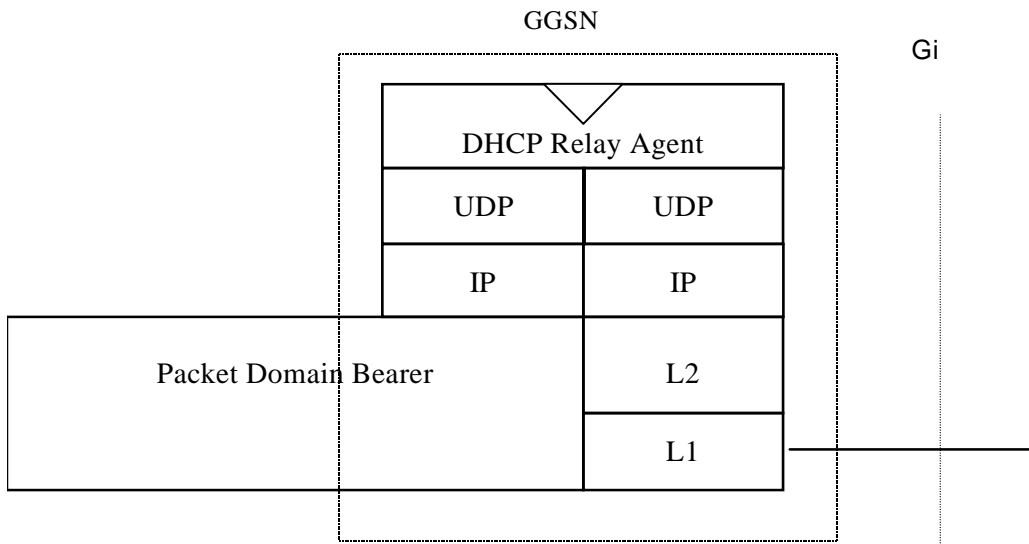 GGSN
Gi
DHCP Relay Agent
UDP
UDP
IP
IP
Packet Domain Bearer
L2
L1